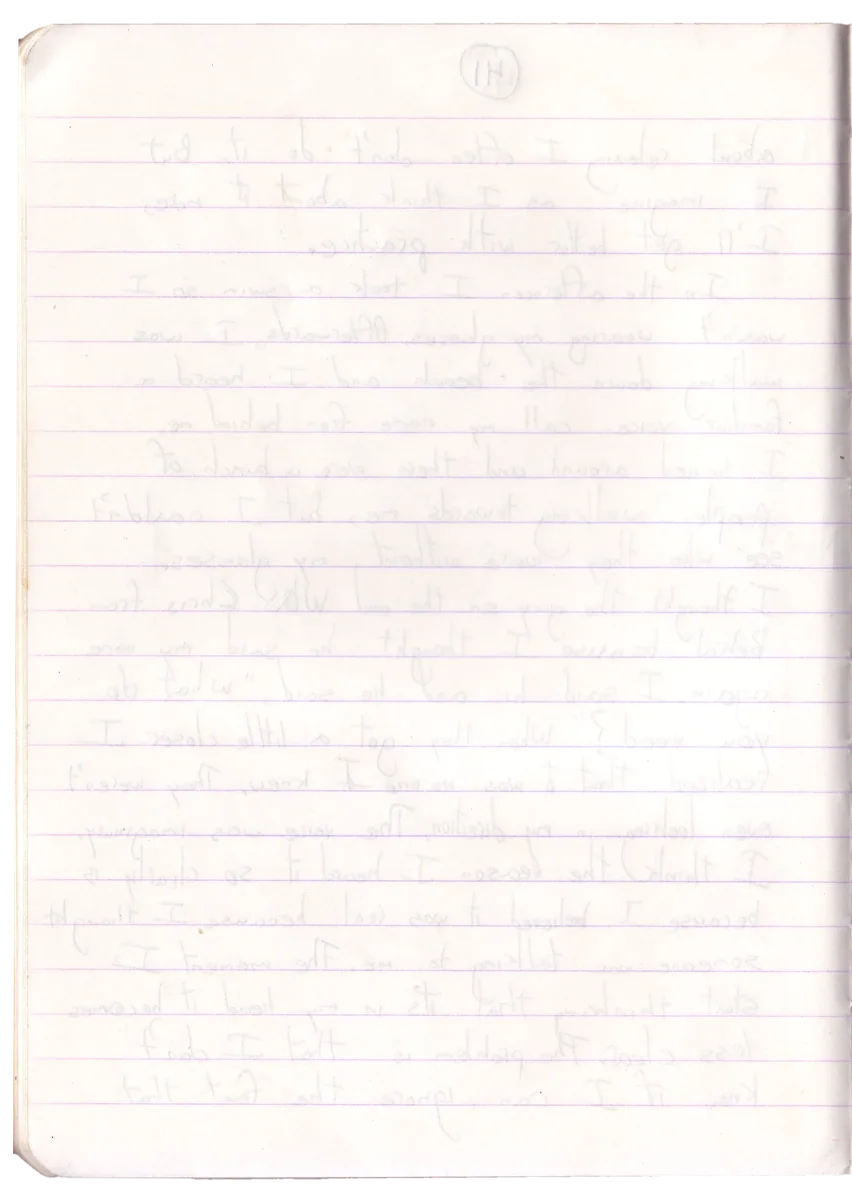 41
about I often don't do it. But
I imagine as I think about it more,
I'll get better with practice.
In the afternoon I took a swim so I
wasn't wearing my glasses. Afterwards, I was
walking down the beach and I heard a
familiar voice call my name from behind me.
I turned around and there was a bunch of
people walking towards me, but I couldn't
see who they were without my glasses.
I thought the guy on the end was Chris from
because I thought he said my name
again. I said hi and he said, "what do
you need?" When they got a little closer I
realized that it was no one I knew. They weren't
even looking in my direction. The voice was imaginary.
I think the reason I heard it so clearly is
because I believed it was real because I thought
someone was talking to me. The moment I
start thinking that it's in my head it becomes
less clear. The problem is that I don't
know if I can ignore the fact that